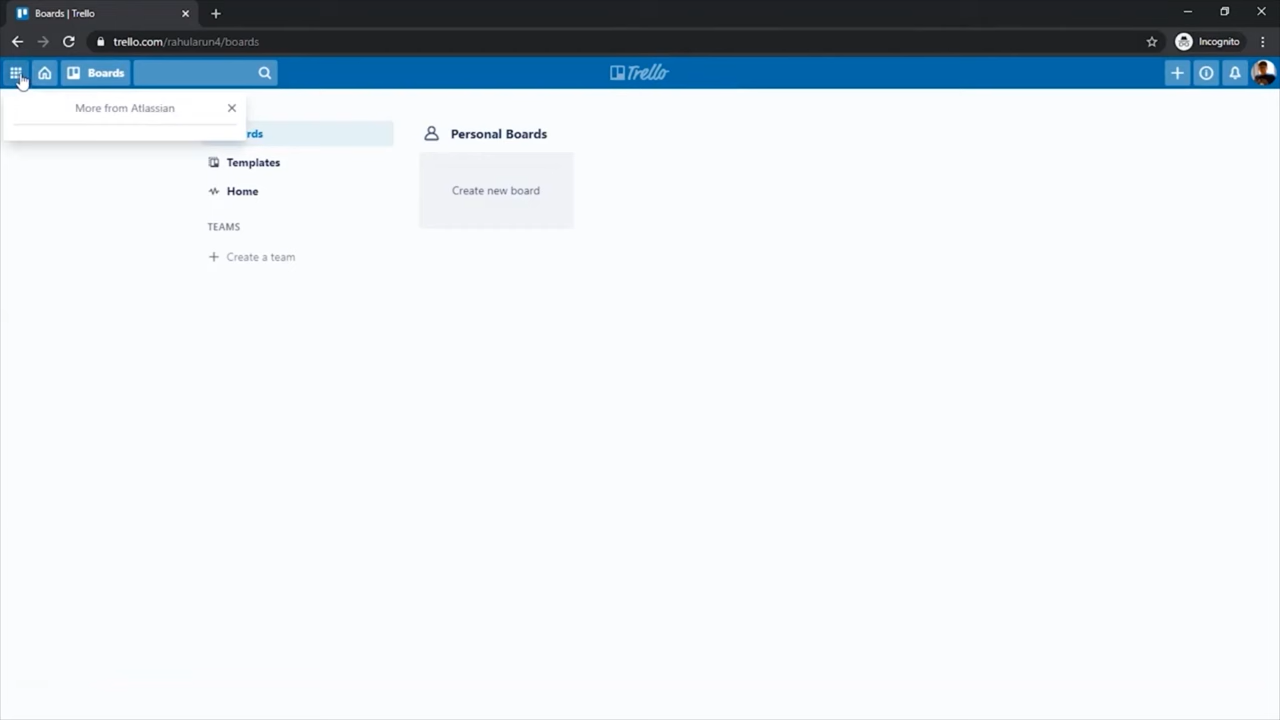 Boards | Trello
trello.com/rahularun4/boards
Incognito
Boards
Trello
More from Atlassian
rds
Templates
Home
TEAMS
Create a team
Personal Boards
Create new board